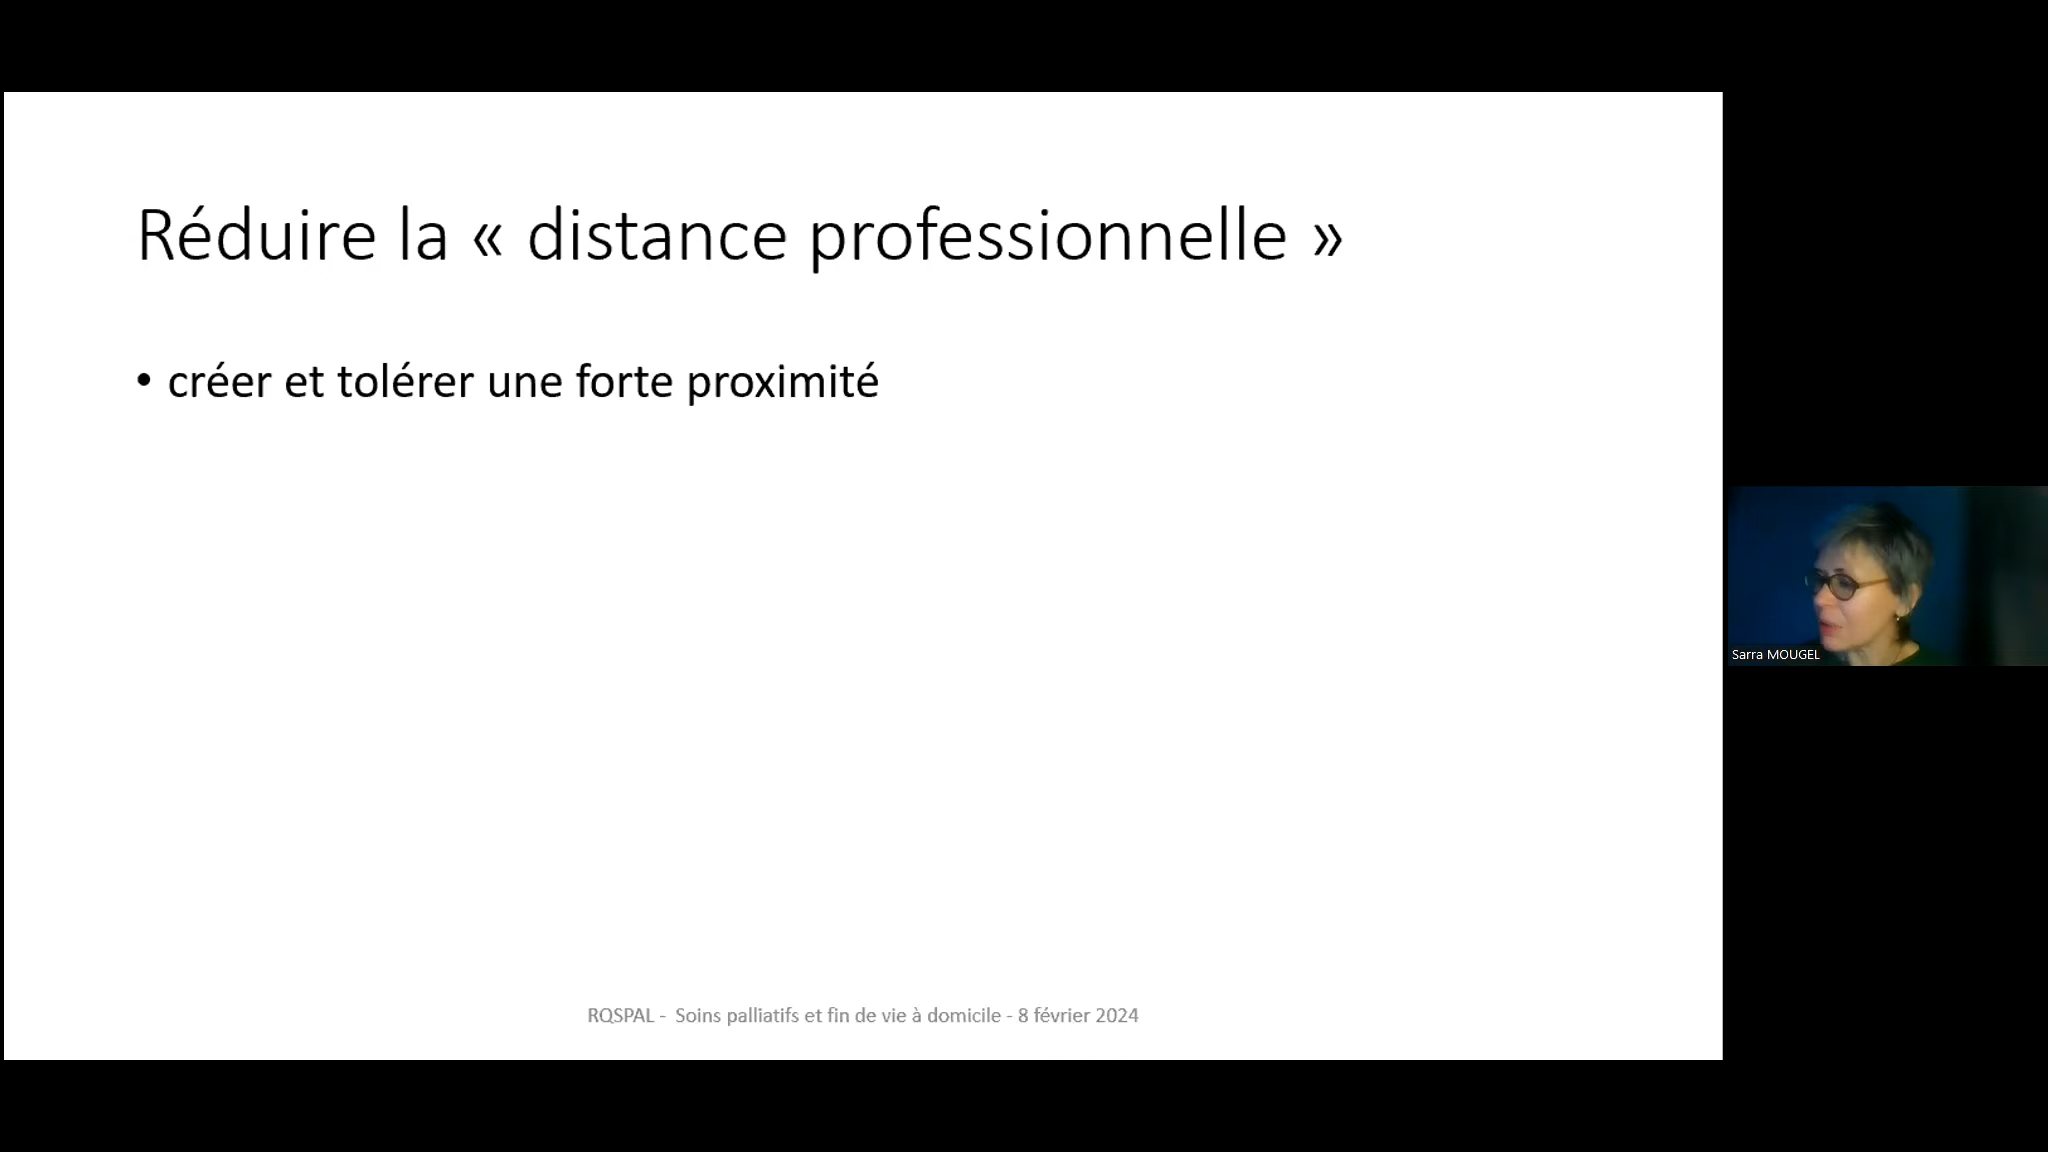 Réduire la « distance professionnelle »
• créer et tolérer une forte proximité
Sarra MOUGEL
RQSPAL - Soins palliatifs et fin de vie à domicile - 8 février 2024